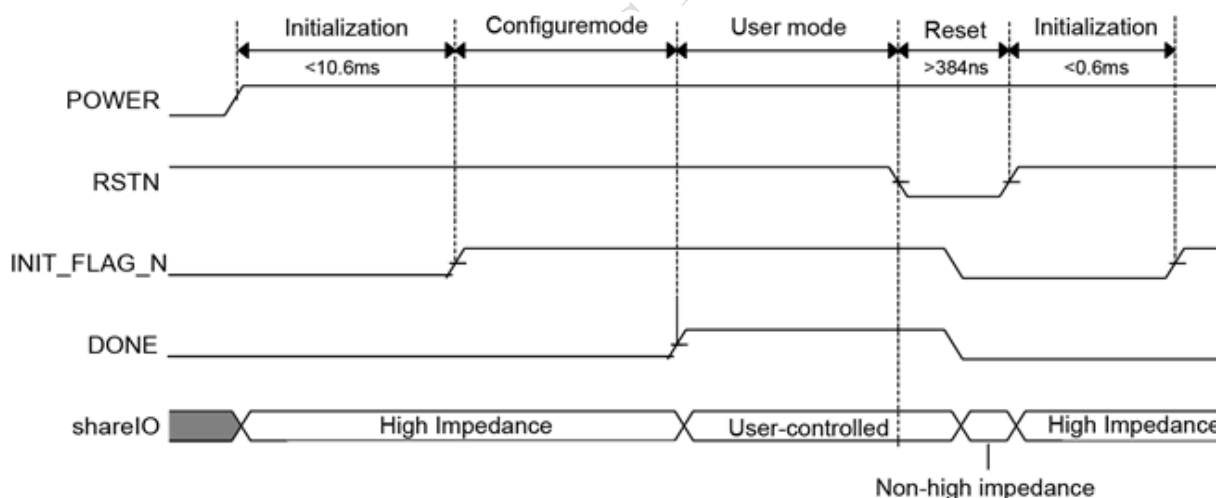 Initialization
Configuremode
User mode
Reset
Initialization
<10.6ms
>384ns
<0.6ms
POWER
RSTN
INIT_FLAG_N
DONE
shareIO
High Impedance
User-controlled
High Impedance
Non-high impedance